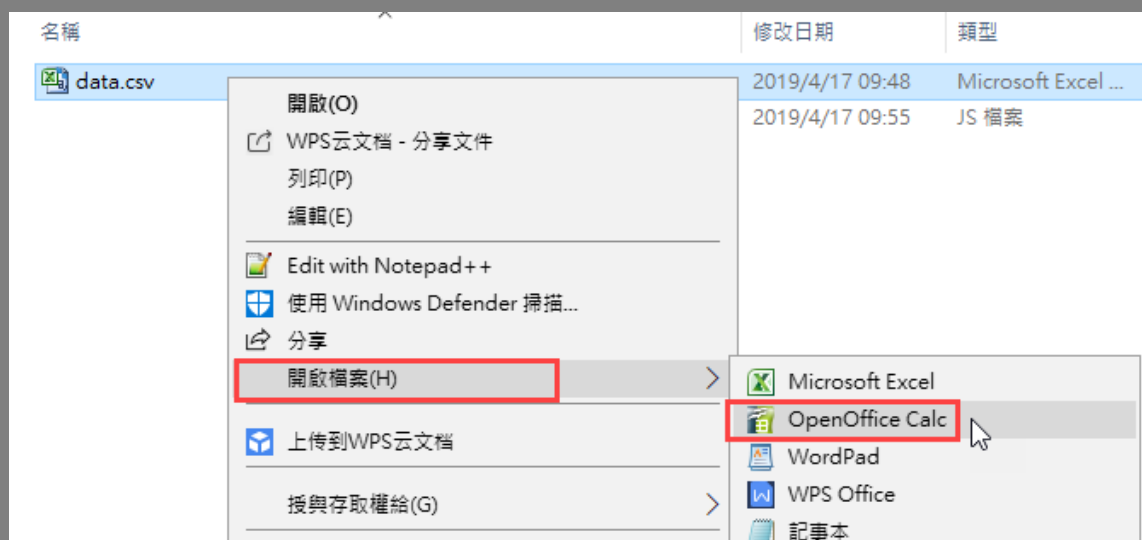 名稱 修改日期 類型
data.csv 2019/4/17 09:48 Microsoft Excel ...
2019/4/17 09:55 JS 檔案
開啟(O)
WPS云文档 - 分享文件
列印(P)
編輯(E)
Edit with Notepad++
使用 Windows Defender 掃描...
分享
開啟檔案(H)
Microsoft Excel
OpenOffice Calc
上传到WPS云文档
WordPad
授與存取權給(G)
WPS Office
記事本